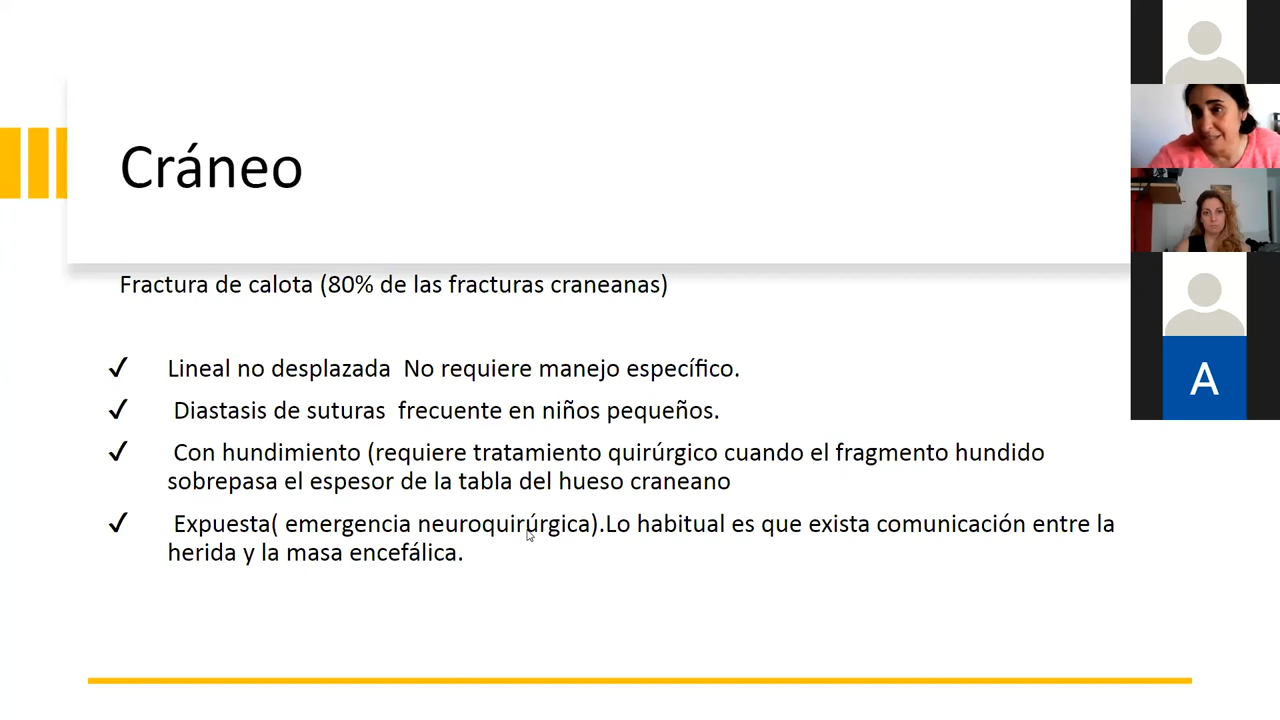 Cráneo
Fractura de calota (80% de las fracturas craneanas)
✓ Lineal no desplazada No requiere manejo específico.
✓ Diastasis de suturas frecuente en niños pequeños.
✓ Con hundimiento (requiere tratamiento quirúrgico cuando el fragmento hundido
sobrepasa el espesor de la tabla del hueso craneano
✓ Expuesta( emergencia neuroquirúrgica).Lo habitual es que exista comunicación entre la
herida y la masa encefálica.
A